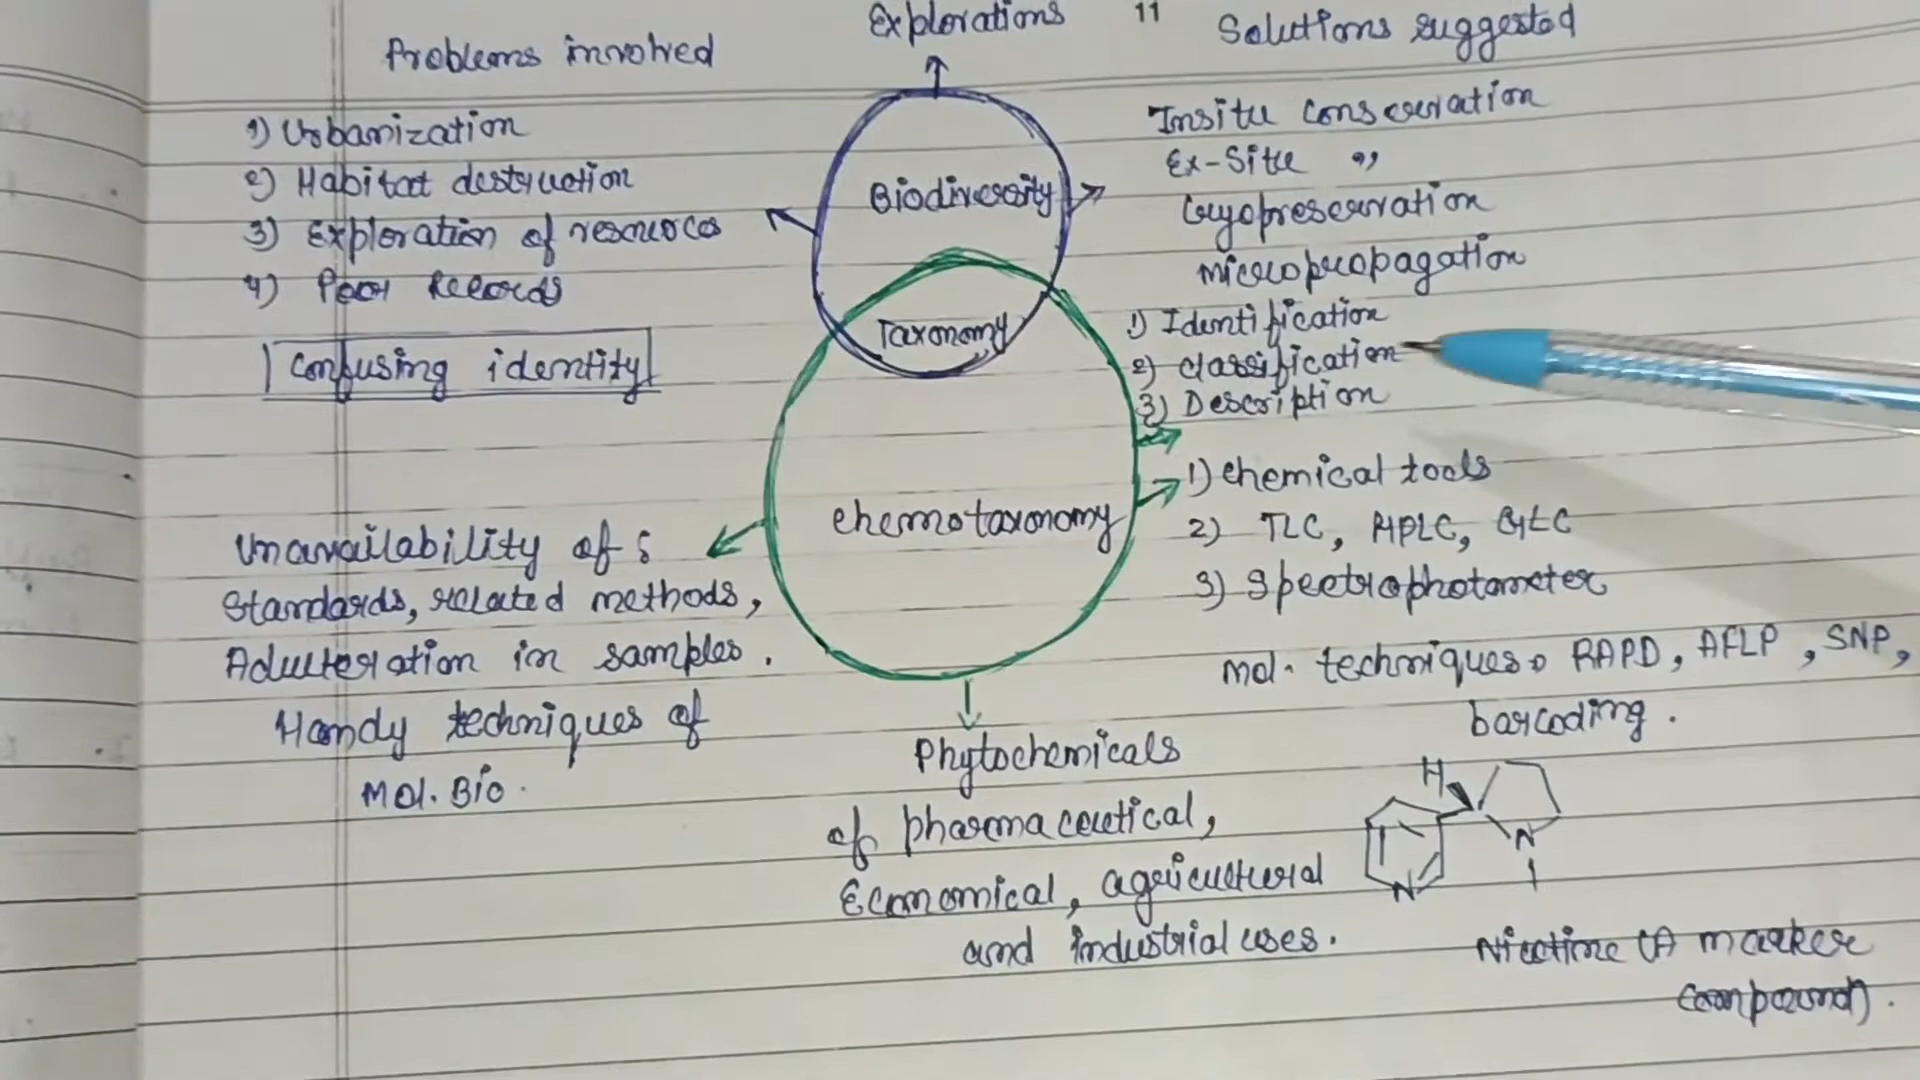 Explorations
11
Problems involved
Solutions suggested
1) Urbanization
2) Habitat destruction
3) Exploration of resources
4) Poor Records
Confusing identity
Biodiversity
Taxonomy
Insitu Conservation
Ex-Situ "
Cryopreservation
micropropagation
1) Identification
2) classification
3) Description
chemotaxonomy
1) chemical tools
2) TLC, HPLC, GLC
3) Spectrophotometer
mol. techniques RAPD, AFLP, SNP,
barcoding.
Unavailability of
Standards, related methods,
Adulteration in samples.
Handy techniques of
Mol. Bio.
Phytochemicals
of pharmaceutical,
Economical, agricultural
and industrial uses.
H
N
N
Nicotine (A marker
compound).